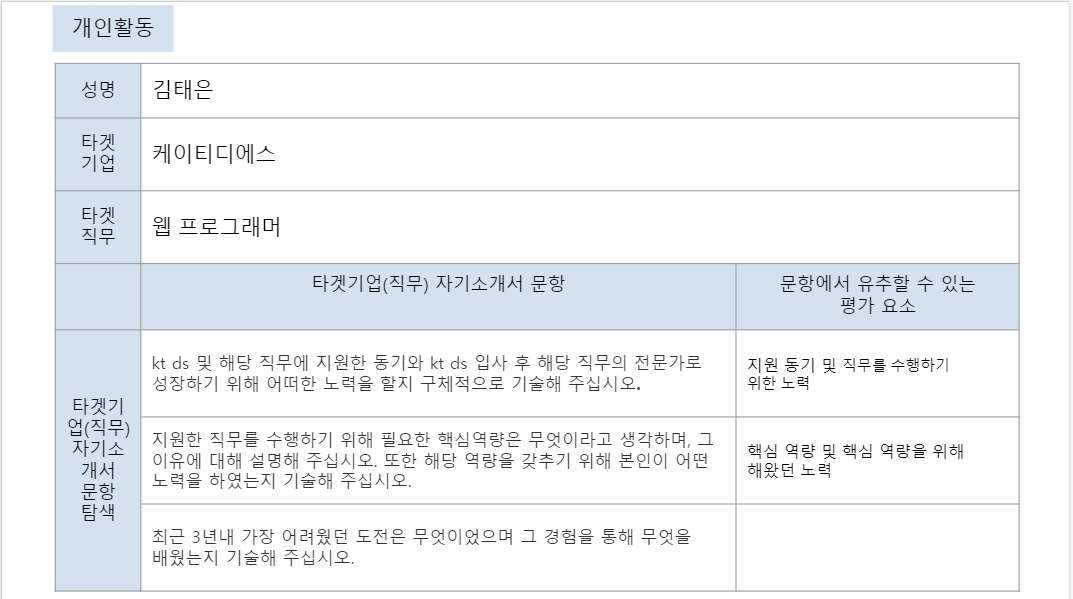 개인활동
성명
김태은
타겟
기업
케이티디에스
타겟
직무
웹 프로그래머
타겟기업(직무) 자기소개서 문항
문항에서 유추할 수 있는
평가 요소
타겟기
업(직무)
자기소
개서
문항
탐색
kt ds 및 해당 직무에 지원한 동기와 kt ds 입사 후 해당 직무의 전문가로
성장하기 위해 어떠한 노력을 할지 구체적으로 기술해 주십시오.
지원 동기 및 직무를 수행하기
위한 노력
지원한 직무를 수행하기 위해 필요한 핵심역량은 무엇이라고 생각하며, 그
이유에 대해 설명해 주십시오. 또한 해당 역량을 갖추기 위해 본인이 어떤
노력을 하였는지 기술해 주십시오.
핵심 역량 및 핵심 역량을 위해
해왔던 노력
최근 3년내 가장 어려웠던 도전은 무엇이었으며 그 경험을 통해 무엇을
배웠는지 기술해 주십시오.